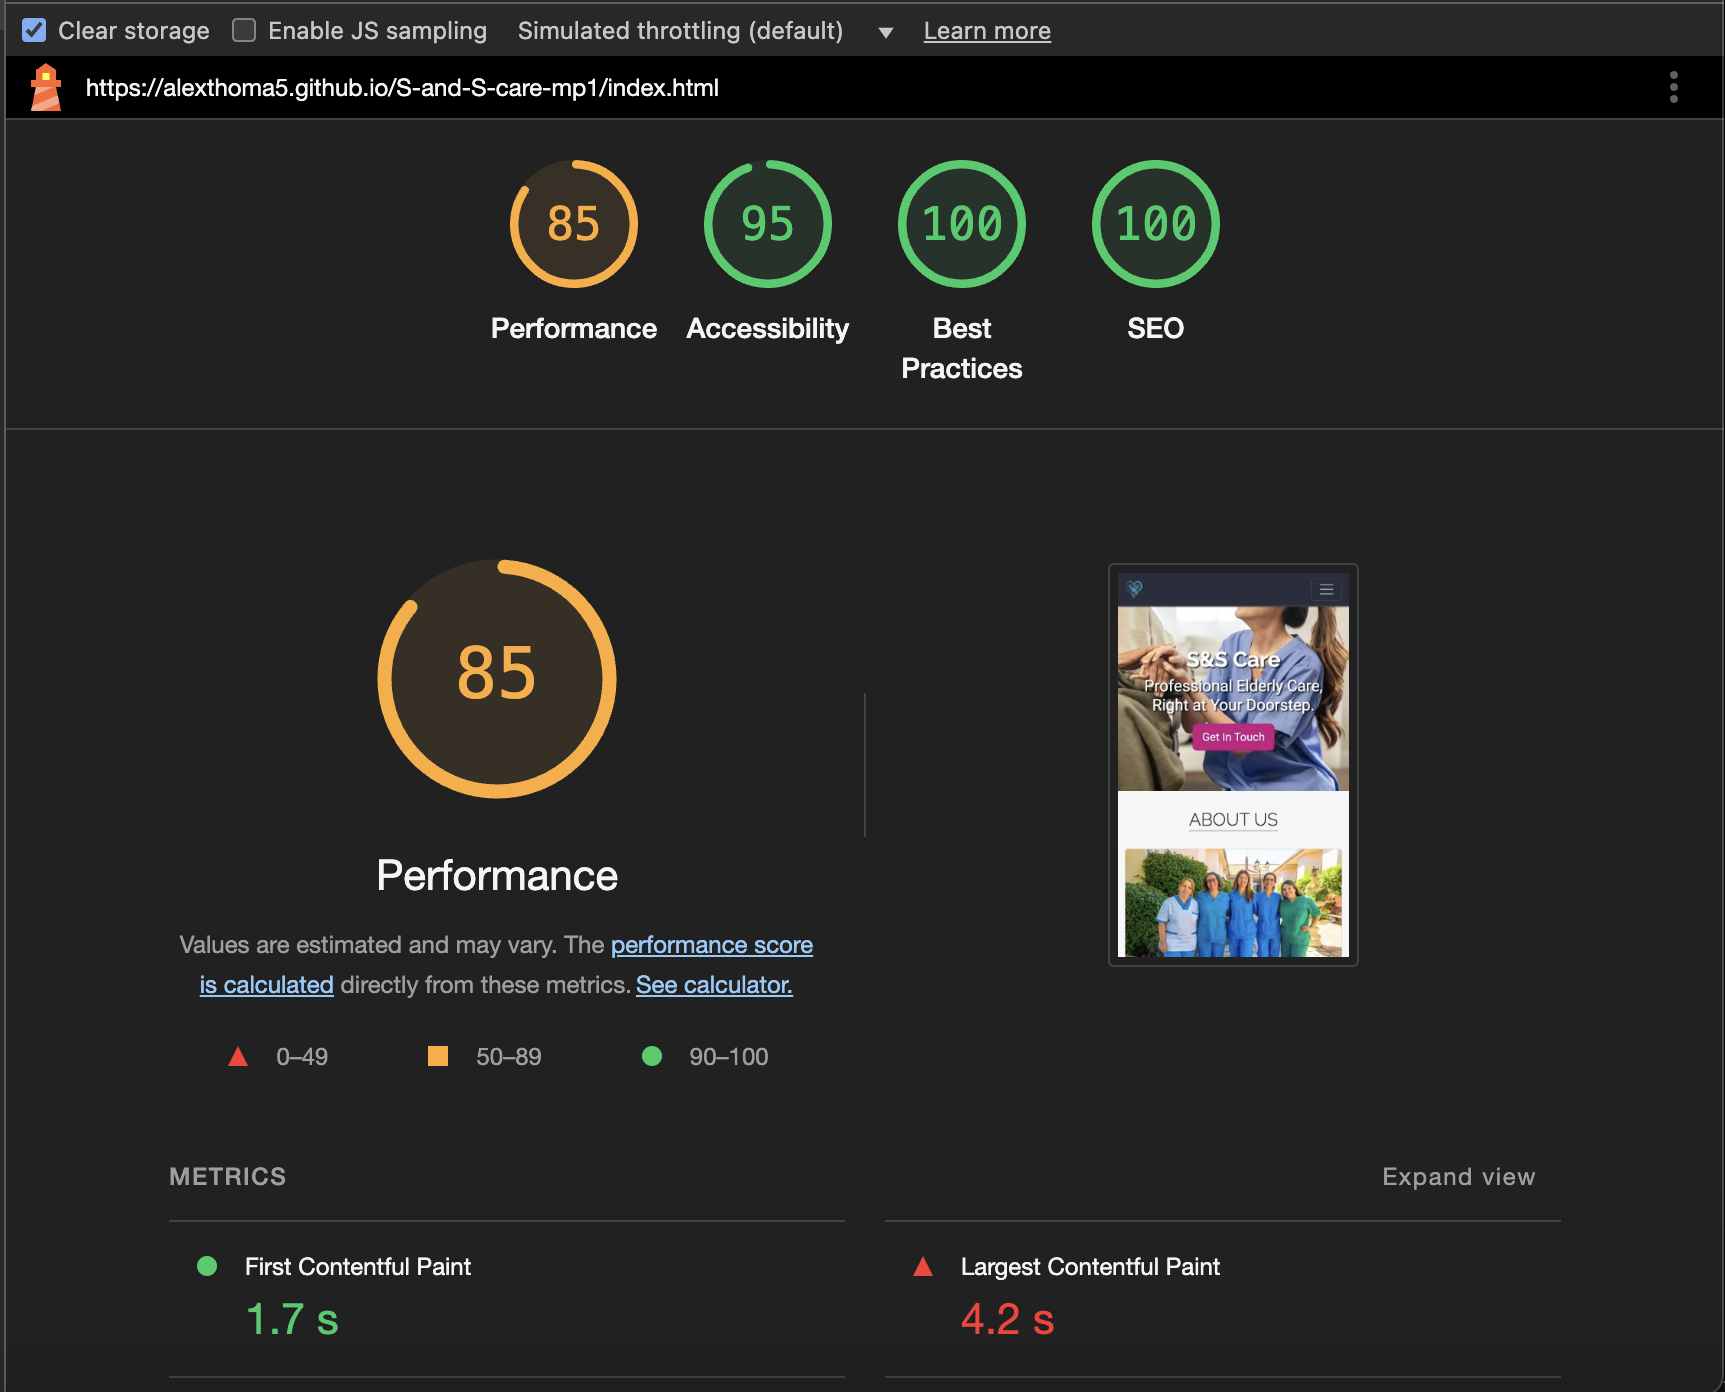 Clear storage Enable JS sampling Simulated throttling (default) ▼ Learn more
https://alexthoma5.github.io/S-and-S-care-mp1/index.html
85 95 100 100
Performance Accessibility Best Practices SEO
85
Performance
Values are estimated and may vary. The performance score
is calculated directly from these metrics. See calculator.
0–49 50–89 90–100
S&S Care
Professional Elderly Care,
Right at Your Doorstep.
Get In Touch
ABOUT US
METRICS Expand view
First Contentful Paint
1.7 s
Largest Contentful Paint
4.2 s